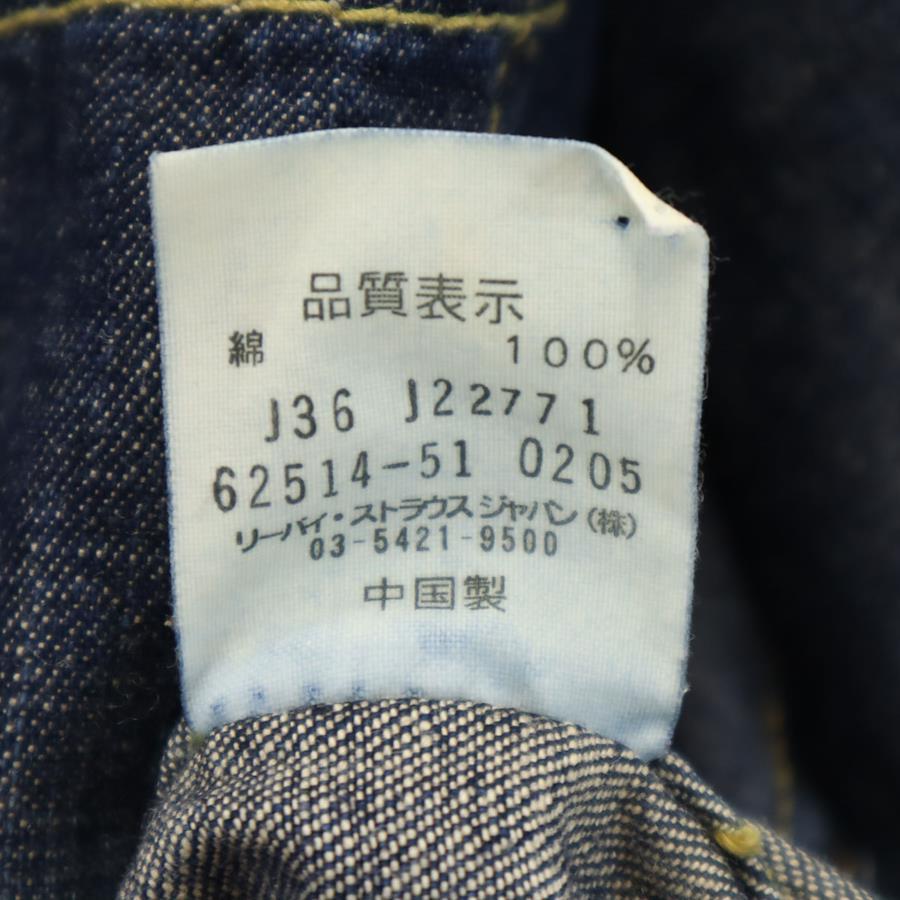 品質表示
綿 100%
J36 J22771
62514-51 0205
リーバイ・ストラウス ジャパン(株)
03-5421-9500
中国製